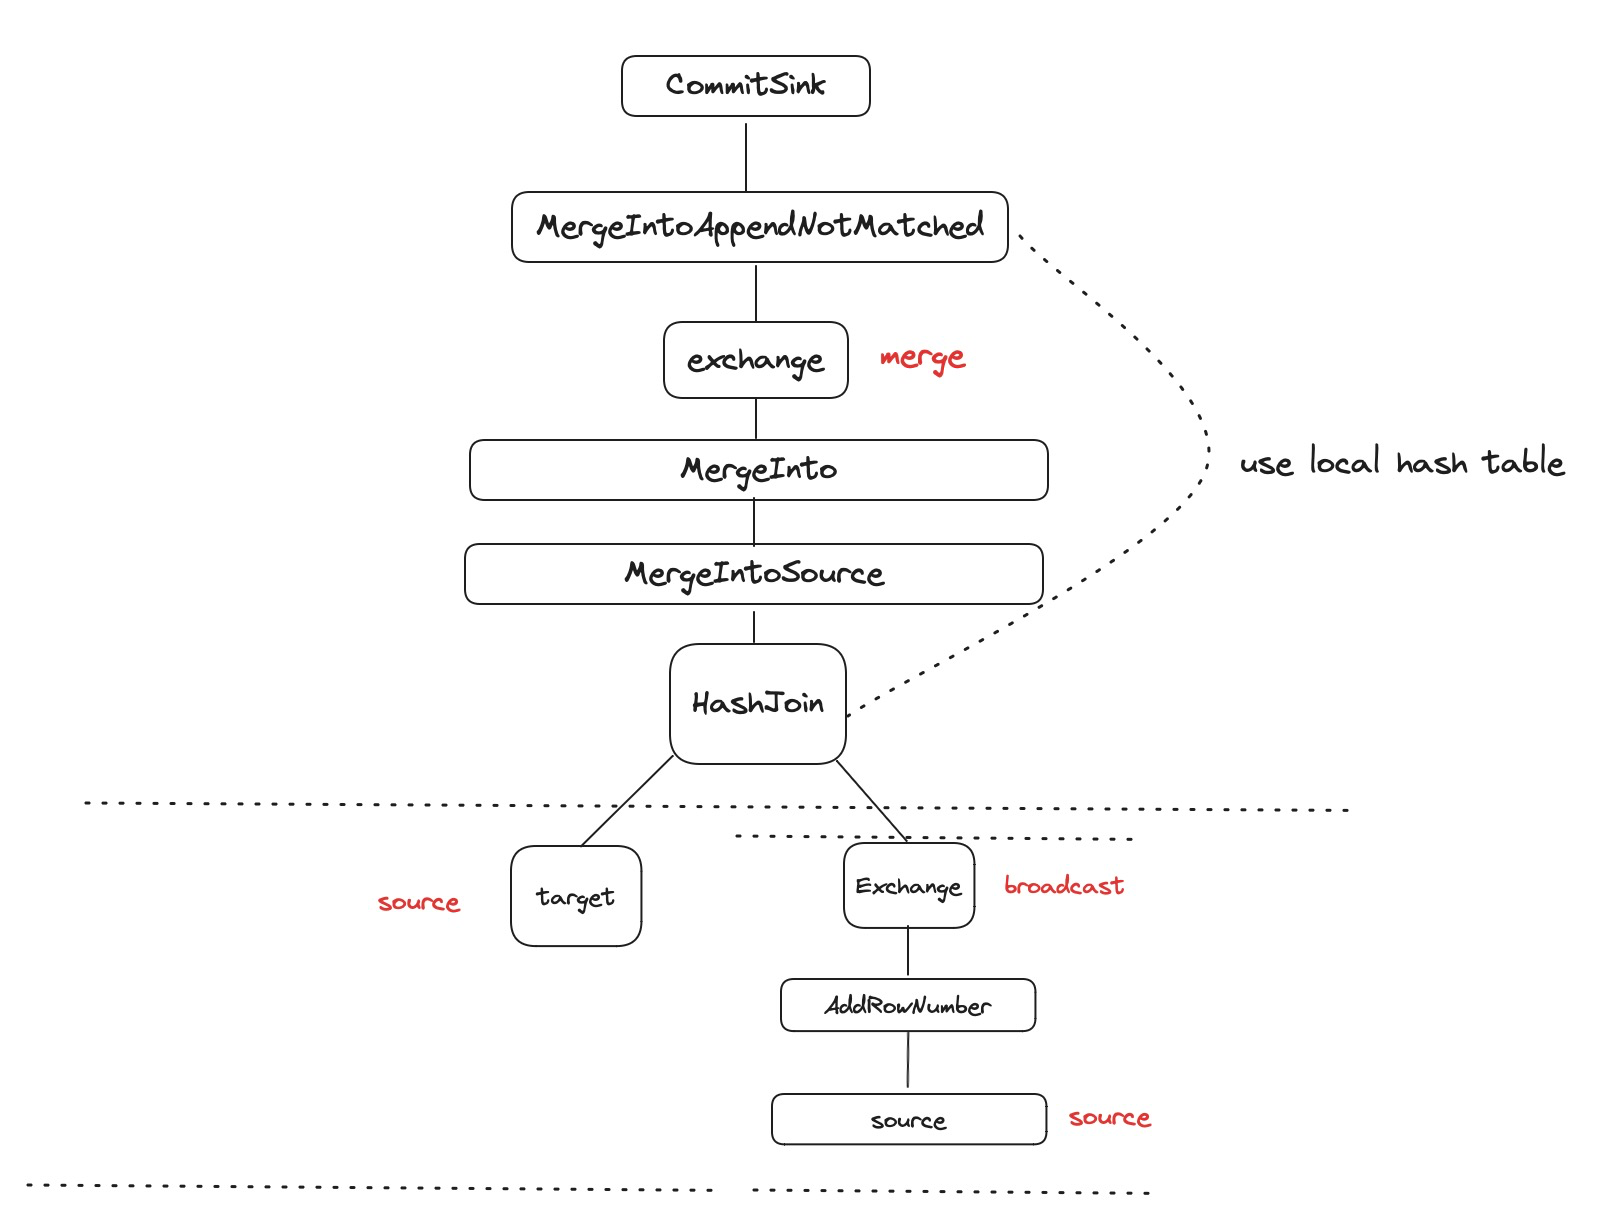 CommitSink
MergeIntoAppendNotMatched
exchange
merge
MergeInto
use local hash table
MergeIntoSource
HashJoin
source
target
Exchange
broadcast
AddRowNumber
source
source